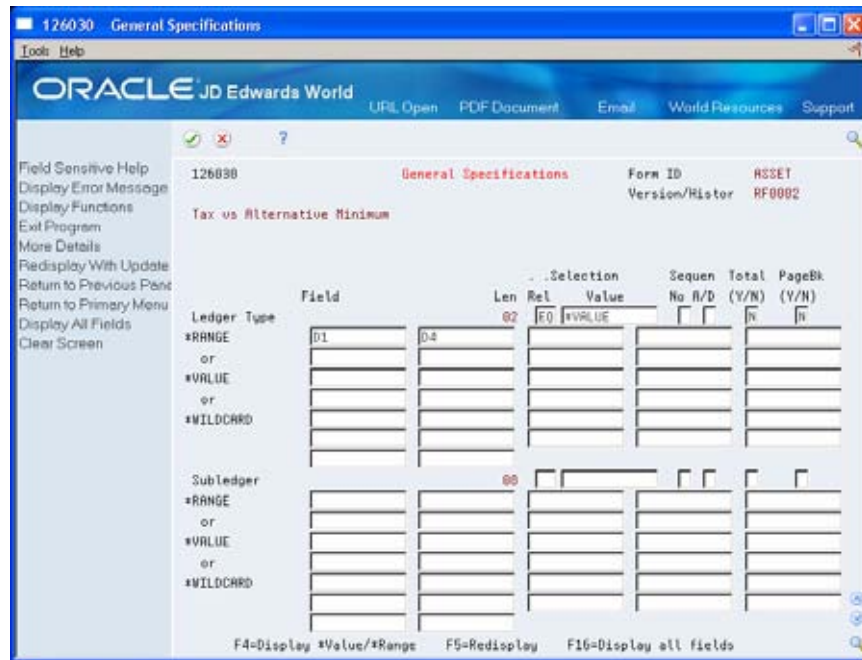 126030 General Specifications
Tools Help
ORACLE JD Edwards World
URL Open PDF Document Email World Resources Support
?
Field Sensitive Help
Display Error Message
Display Functions
Exit Program
More Details
Redisplay With Update
Return to Previous Pane
Return to Primary Menu
Display All Fields
Clear Screen
126030 General Specifications Form ID ASSET
Version/Histor RF0002
Tax vs Alternative Minimum
. .Selection Sequen Total PageBk
Field Len Rel Value No A/D (Y/N) (Y/N)
Ledger Type 02 EQ *VALUE N N
*RANGE D1 D4
or
*VALUE
or
*WILDCARD
Subledger 08
*RANGE
or
*VALUE
or
*WILDCARD
F4=Display *Value/*Range F5=Redisplay F16=Display all fields